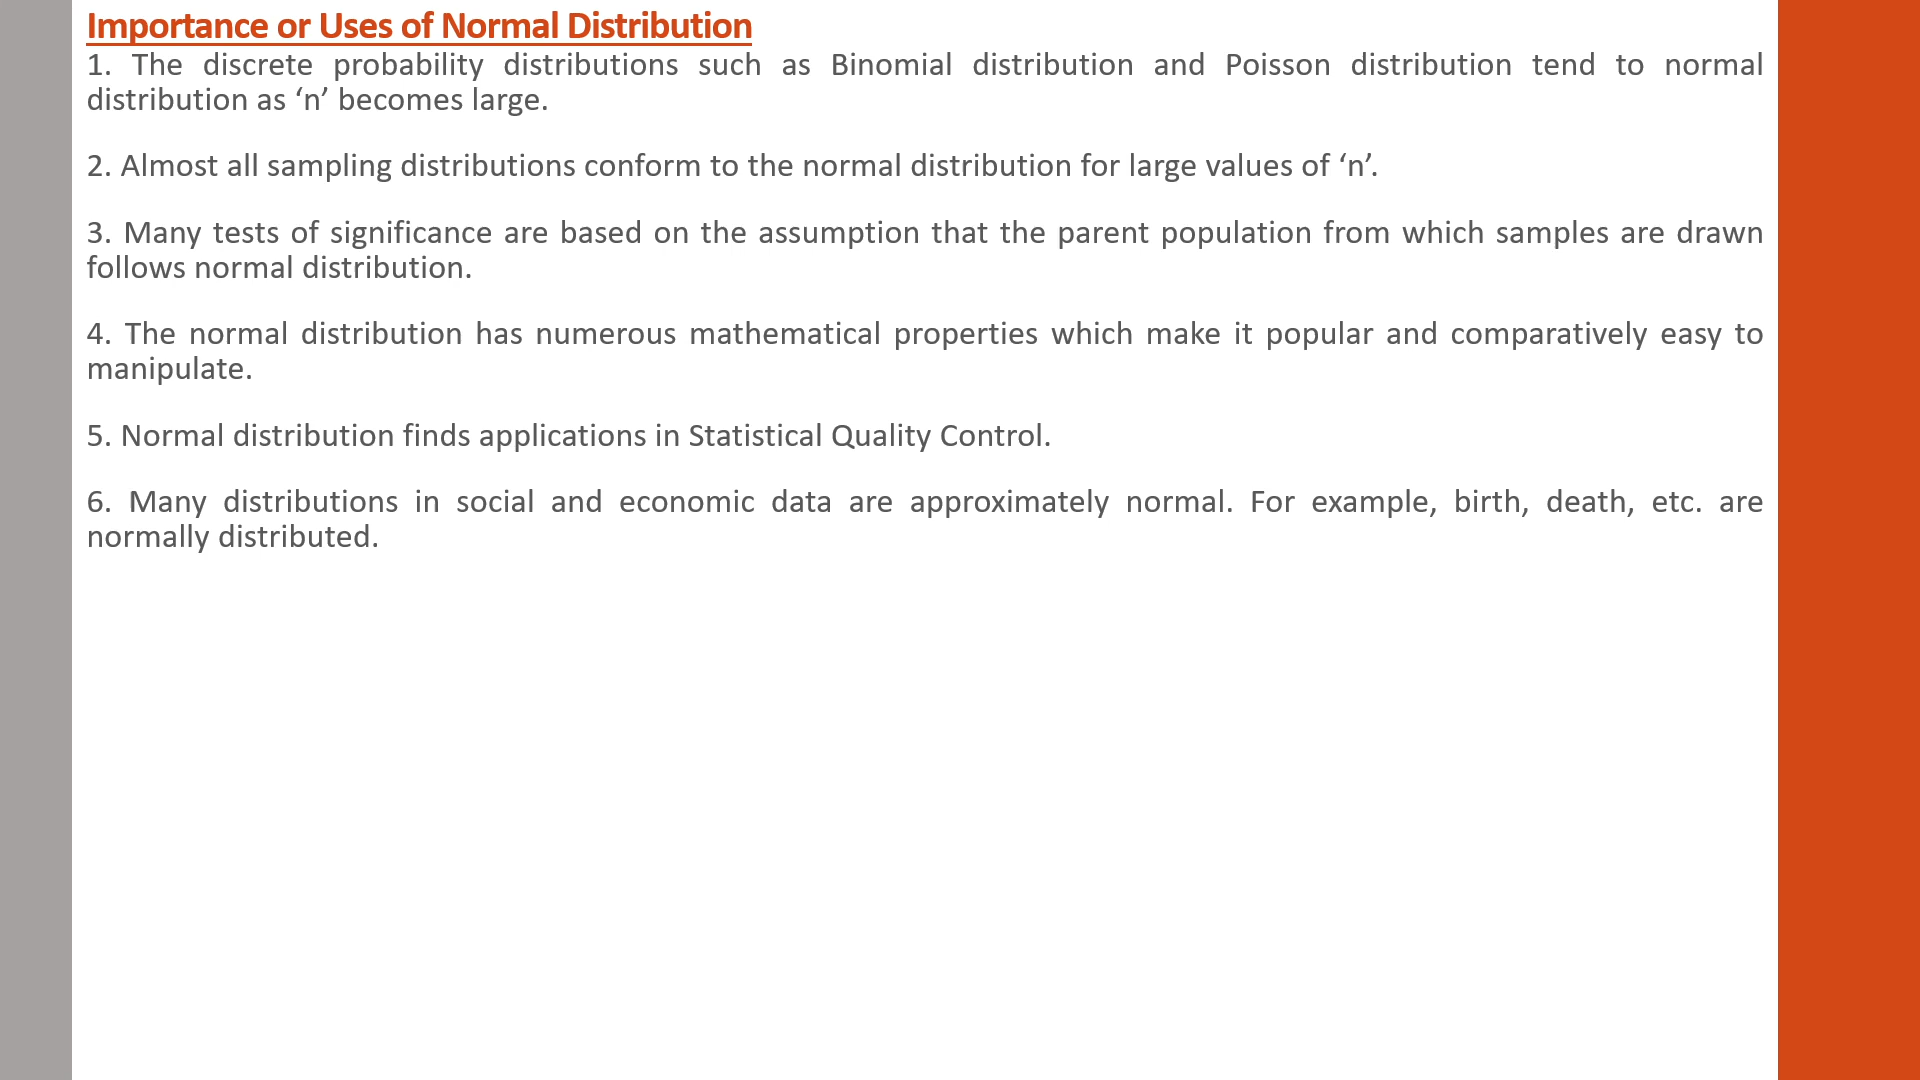 Importance or Uses of Normal Distribution
1. The discrete probability distributions such as Binomial distribution and Poisson distribution tend to normal
distribution as ‘n’ becomes large.
2. Almost all sampling distributions conform to the normal distribution for large values of ‘n’.
3. Many tests of significance are based on the assumption that the parent population from which samples are drawn
follows normal distribution.
4. The normal distribution has numerous mathematical properties which make it popular and comparatively easy to
manipulate.
5. Normal distribution finds applications in Statistical Quality Control.
6. Many distributions in social and economic data are approximately normal. For example, birth, death, etc. are
normally distributed.